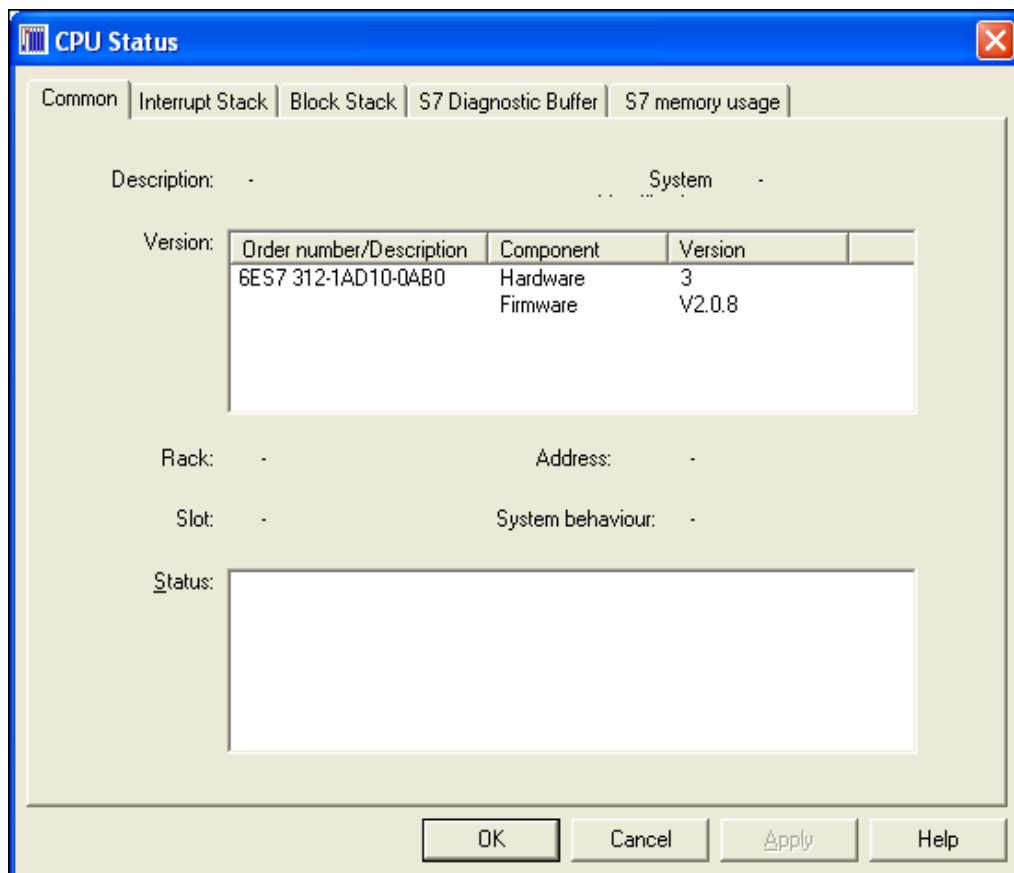 CPU Status
Common Interrupt Stack Block Stack S7 Diagnostic Buffer S7 memory usage
Description: - System -
Version: Order number/Description Component Version
6ES7 312-1AD10-0AB0 Hardware 3
Firmware V2.0.8
Rack: - Address: -
Slot: - System behaviour: -
Status:
OK Cancel Apply Help